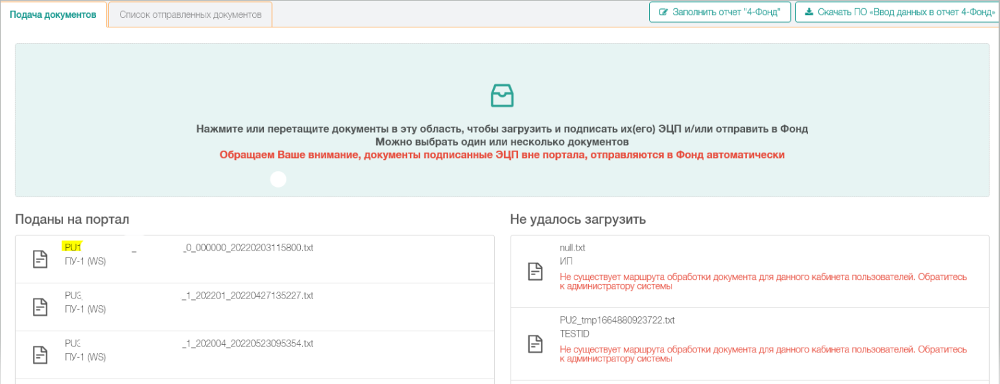 Подача документов
Список отправленных документов
Заполнить отчет "4-Фонд"
Скачать ПО «Ввод данных в отчет 4-Фонд»
Нажмите или перетащите документы в эту область, чтобы загрузить и подписать их(его) ЭЦП и/или отправить в Фонд
Можно выбрать один или несколько документов
Обращаем Ваше внимание, документы подписанные ЭЦП вне портала, отправляются в Фонд автоматически
Поданы на портал
PU1 _ _0_000000_20220203115800.txt
ПУ-1 (WS)
PU3 _1_202201_20220427135227.txt
ПУ-1 (WS)
PU3 _1_202004_20220523095354.txt
ПУ-1 (WS)
Не удалось загрузить
null.txt
ИП
Не существует маршрута обработки документа для данного кабинета пользователей. Обратитесь
к администратору системы
PU2_tmp1664880923722.txt
TESTID
Не существует маршрута обработки документа для данного кабинета пользователей. Обратитесь
к администратору системы